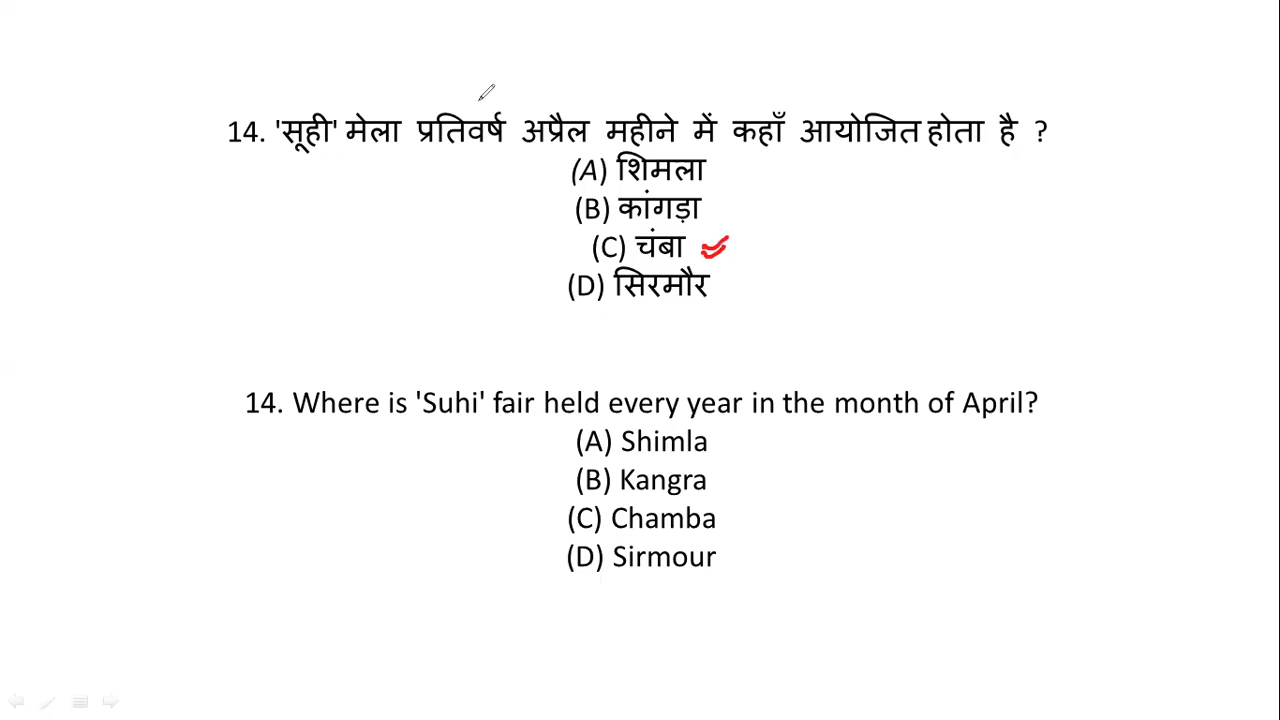 14. 'सूही' मेला प्रतिवर्ष अप्रैल महीने में कहाँ आयोजित होता है ?
(A) शिमला
(B) कांगड़ा
(C) चंबा
(D) सिरमौर
14. Where is 'Suhi' fair held every year in the month of April?
(A) Shimla
(B) Kangra
(C) Chamba
(D) Sirmour